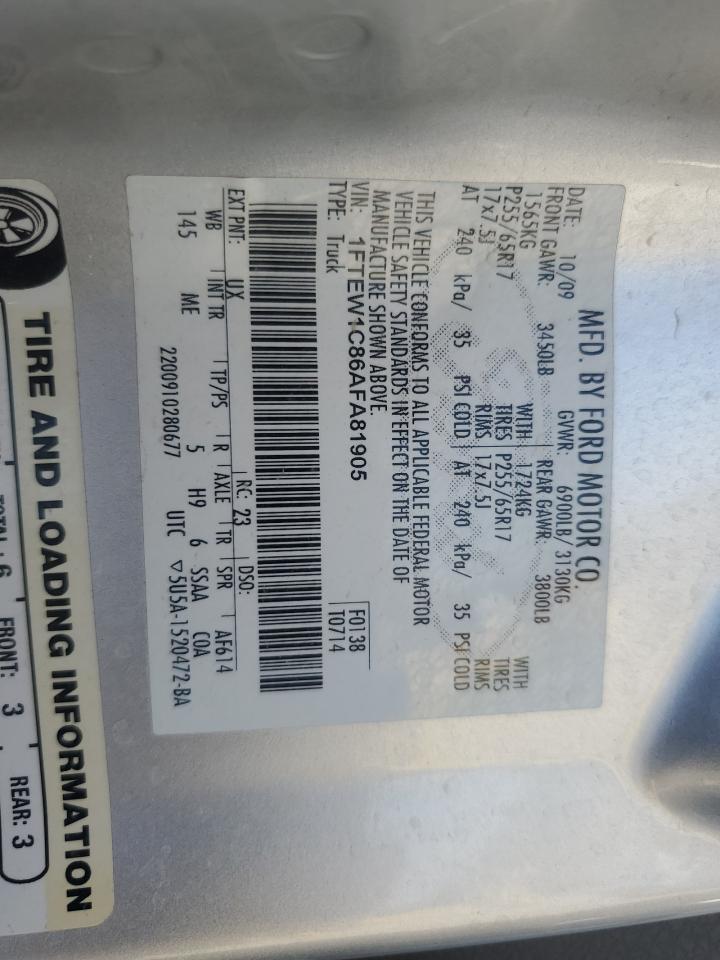 MFD. BY FORD MOTOR CO.
DATE: 10/09 GVWR: 6900LB/ 3130KG
FRONT GAWR: 3450LB REAR GAWR: 3800LB
1565KG WITH 1724KG WITH
P255/65R17 TIRES P255/65R17 TIRES
17x7.5J RIMS 17x7.5J RIMS
AT 240 kPa/ 35 PSI COLD AT 240 kPa/ 35 PSI COLD
THIS VEHICLE CONFORMS TO ALL APPLICABLE FEDERAL MOTOR
VEHICLE SAFETY STANDARDS IN EFFECT ON THE DATE OF
MANUFACTURE SHOWN ABOVE.
VIN: 1FTEW1C86AFA81905 F0138
TYPE: Truck T0714
EXT PNT: UX RC: 23 DSO:
WB INT TR TP/PS R AXLE TR SPR AF614
145 ME 5 H9 6 SSAA COA
2200910280677 UTC ▽5U5A-1520472-BA
TIRE AND LOADING INFORMATION
TOTAL: 6 FRONT: 3 REAR: 3